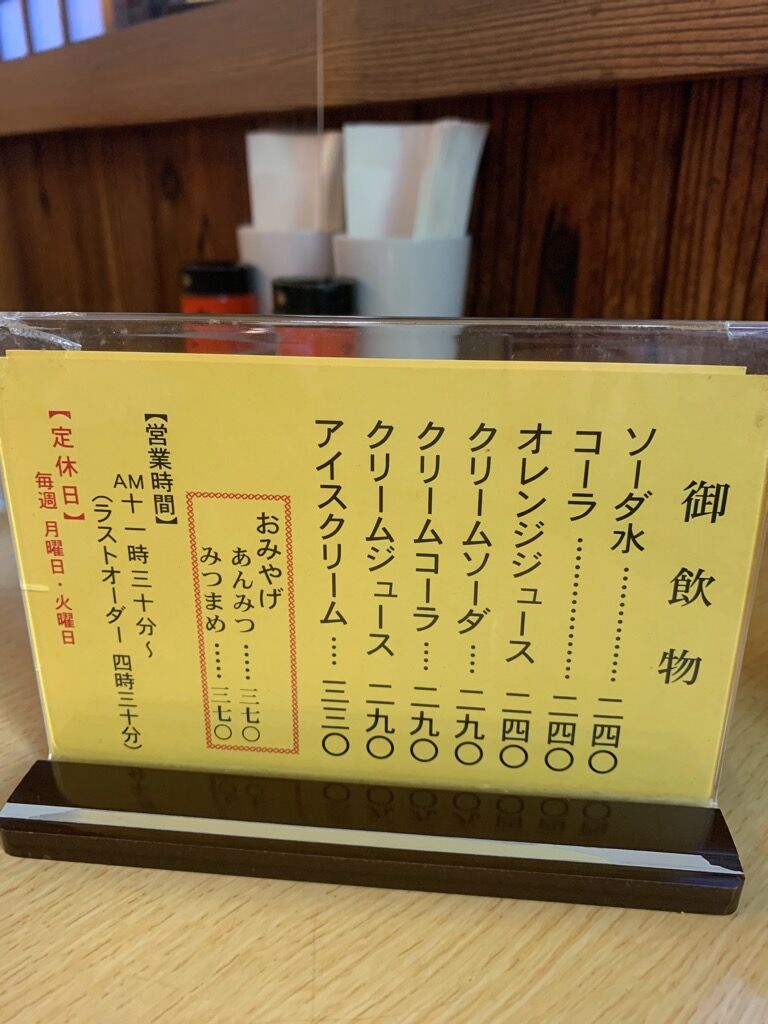 御飲物
ソーダ水……………二四〇
コーラ……………二四〇
オレンジジュース 二四〇
クリームソーダ…二九〇
クリームコーラ…二九〇
クリームジュース 二九〇
アイスクリーム…三三〇
おみやげ
あんみつ……三七〇
みつまめ……三七〇
【営業時間】
AM十一時三十分～
(ラストオーダー 四時三十分)
【定休日】
毎週 月曜日・火曜日